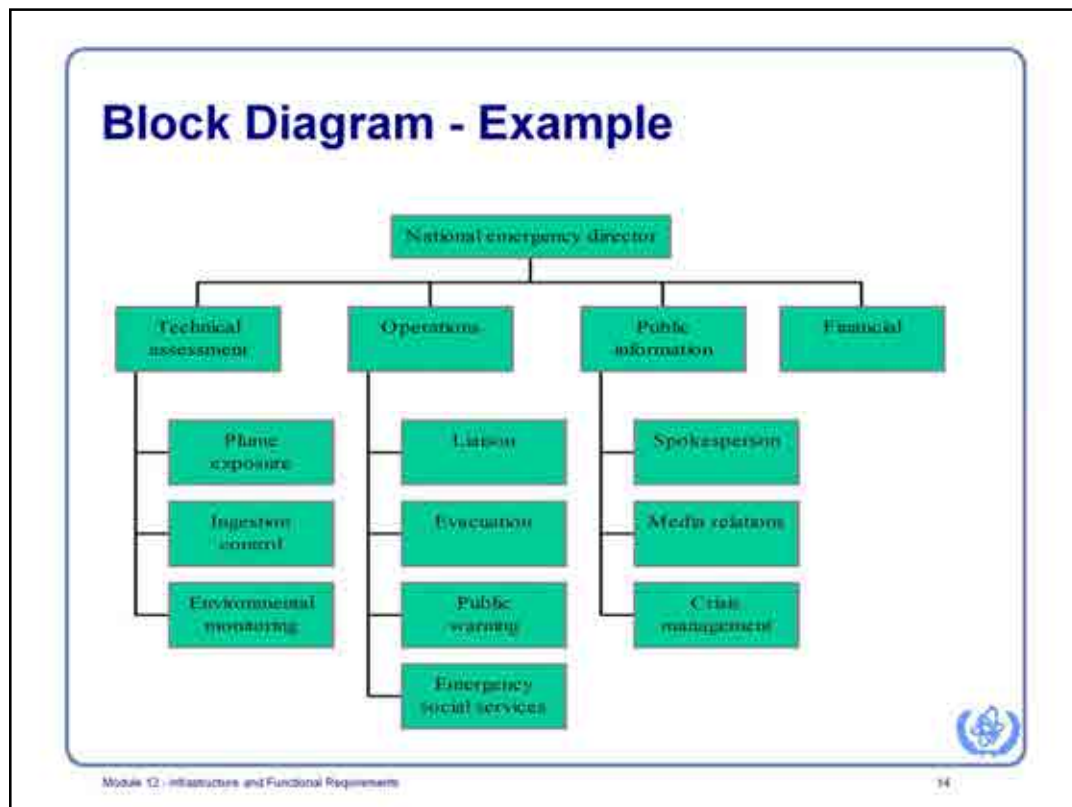 Block Diagram - Example
National emergency director
Technical
assessment
Operations
Public
information
Financial
Plume
exposure
Ingestion
control
Environmental
monitoring
Liaison
Evacuation
Public
warning
Emergency
social services
Spokesperson
Media relations
Crisis
management
Module 12 - Infrastructure and Functional Requirements
14